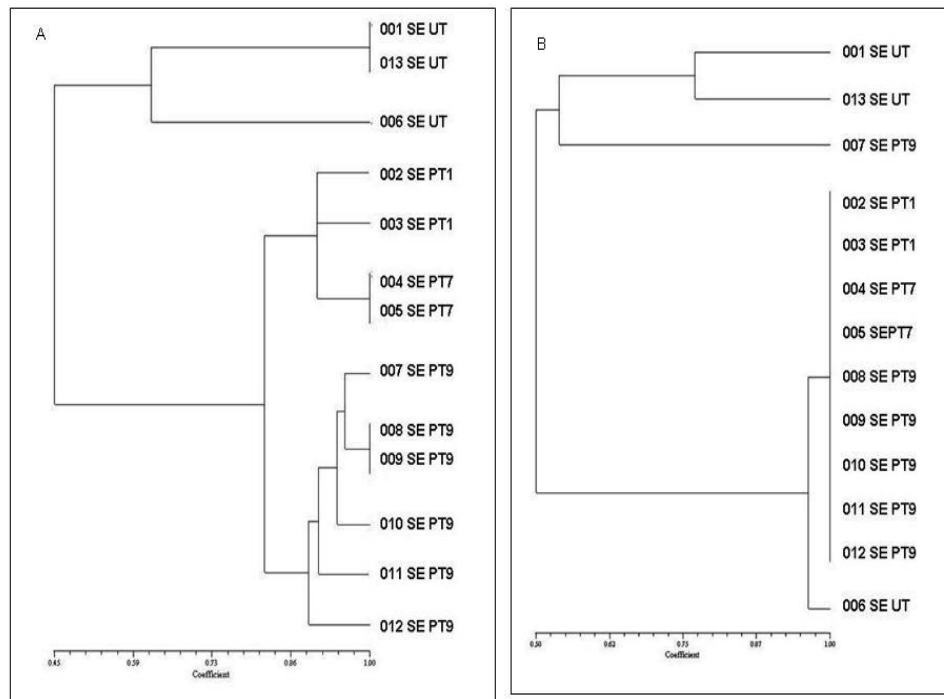 A
001 SE UT
013 SE UT
006 SE UT
002 SE PT1
003 SE PT1
004 SE PT7
005 SE PT7
007 SE PT9
008 SE PT9
009 SE PT9
010 SE PT9
011 SE PT9
012 SE PT9
0.45 0.59 0.73 0.86 1.00
Coefficient
B
001 SE UT
013 SE UT
007 SE PT9
002 SE PT1
003 SE PT1
004 SE PT7
005 SEPT7
008 SE PT9
009 SE PT9
010 SE PT9
011 SE PT9
012 SE PT9
006 SE UT
0.50 0.62 0.75 0.87 1.00
Coefficient